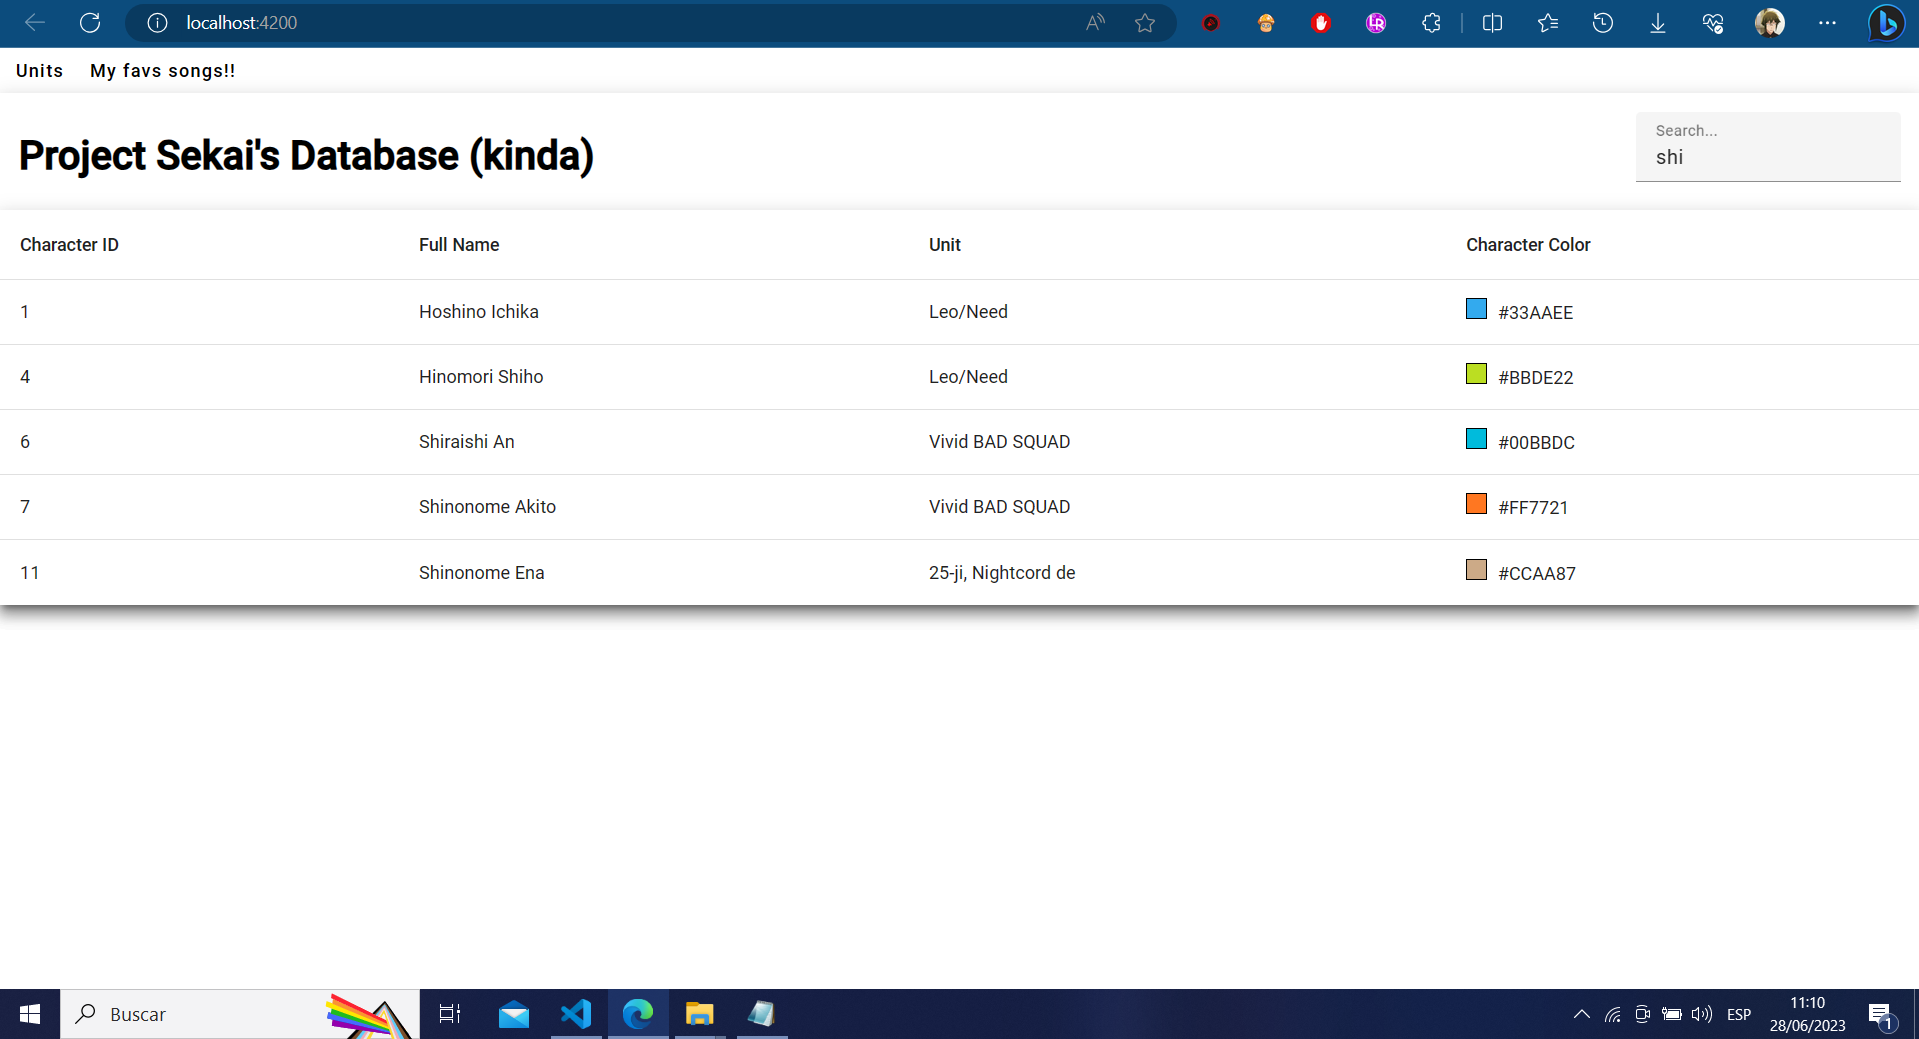 localhost:4200
Units My favs songs!!
Project Sekai's Database (kinda)
Search...
shi
Character ID Full Name Unit Character Color
1 Hoshino Ichika Leo/Need #33AAEE
4 Hinomori Shiho Leo/Need #BBDE22
6 Shiraishi An Vivid BAD SQUAD #00BBDC
7 Shinonome Akito Vivid BAD SQUAD #FF7721
11 Shinonome Ena 25-ji, Nightcord de #CCAA87
Buscar
ESP
11:10
28/06/2023
1